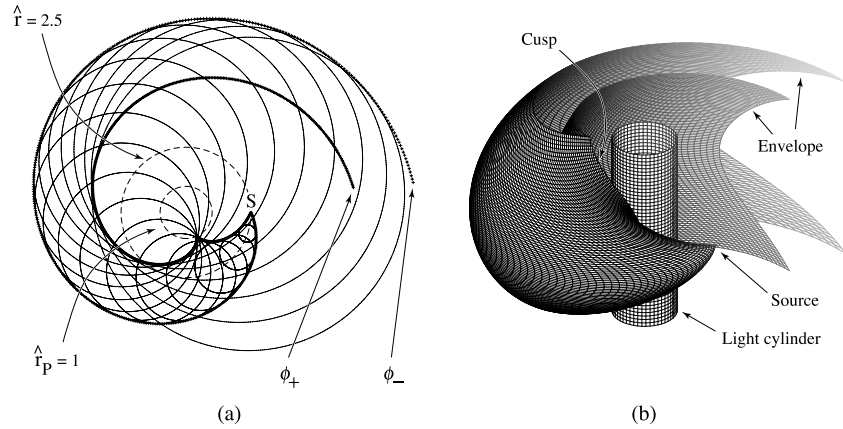 r̂ = 2.5
S
r̂P = 1
ϕ+
ϕ−
(a)
Cusp
Envelope
Source
Light cylinder
(b)